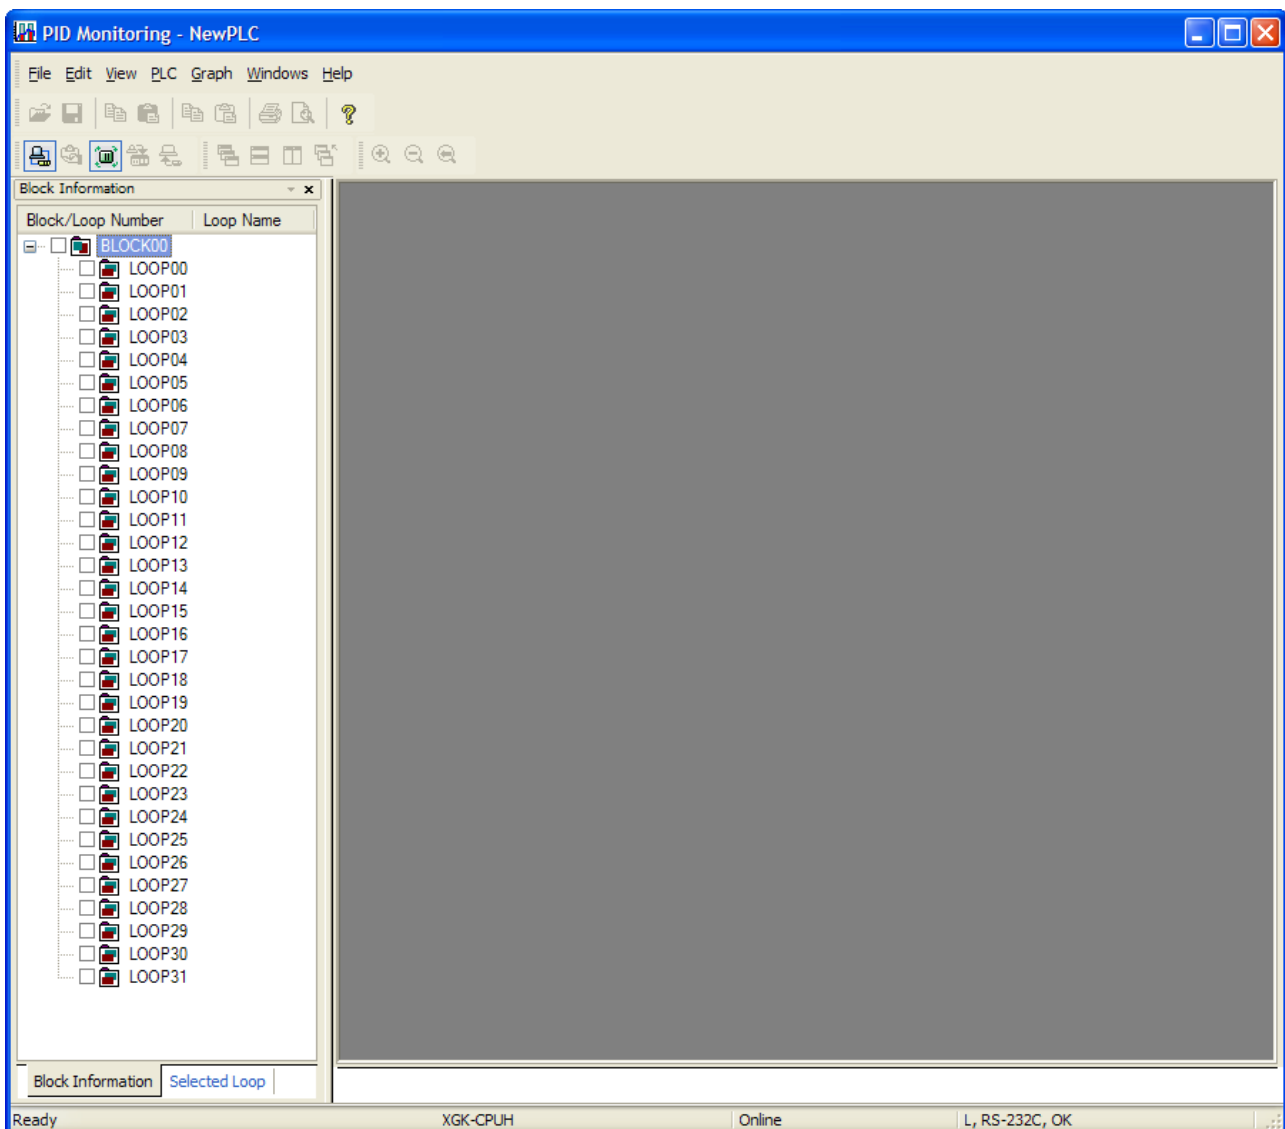 PID Monitoring - NewPLC
File Edit View PLC Graph Windows Help
Block Information
Block/Loop Number Loop Name
BLOCK00
LOOP00
LOOP01
LOOP02
LOOP03
LOOP04
LOOP05
LOOP06
LOOP07
LOOP08
LOOP09
LOOP10
LOOP11
LOOP12
LOOP13
LOOP14
LOOP15
LOOP16
LOOP17
LOOP18
LOOP19
LOOP20
LOOP21
LOOP22
LOOP23
LOOP24
LOOP25
LOOP26
LOOP27
LOOP28
LOOP29
LOOP30
LOOP31
Block Information Selected Loop
Ready XGK-CPUH Online L, RS-232C, OK